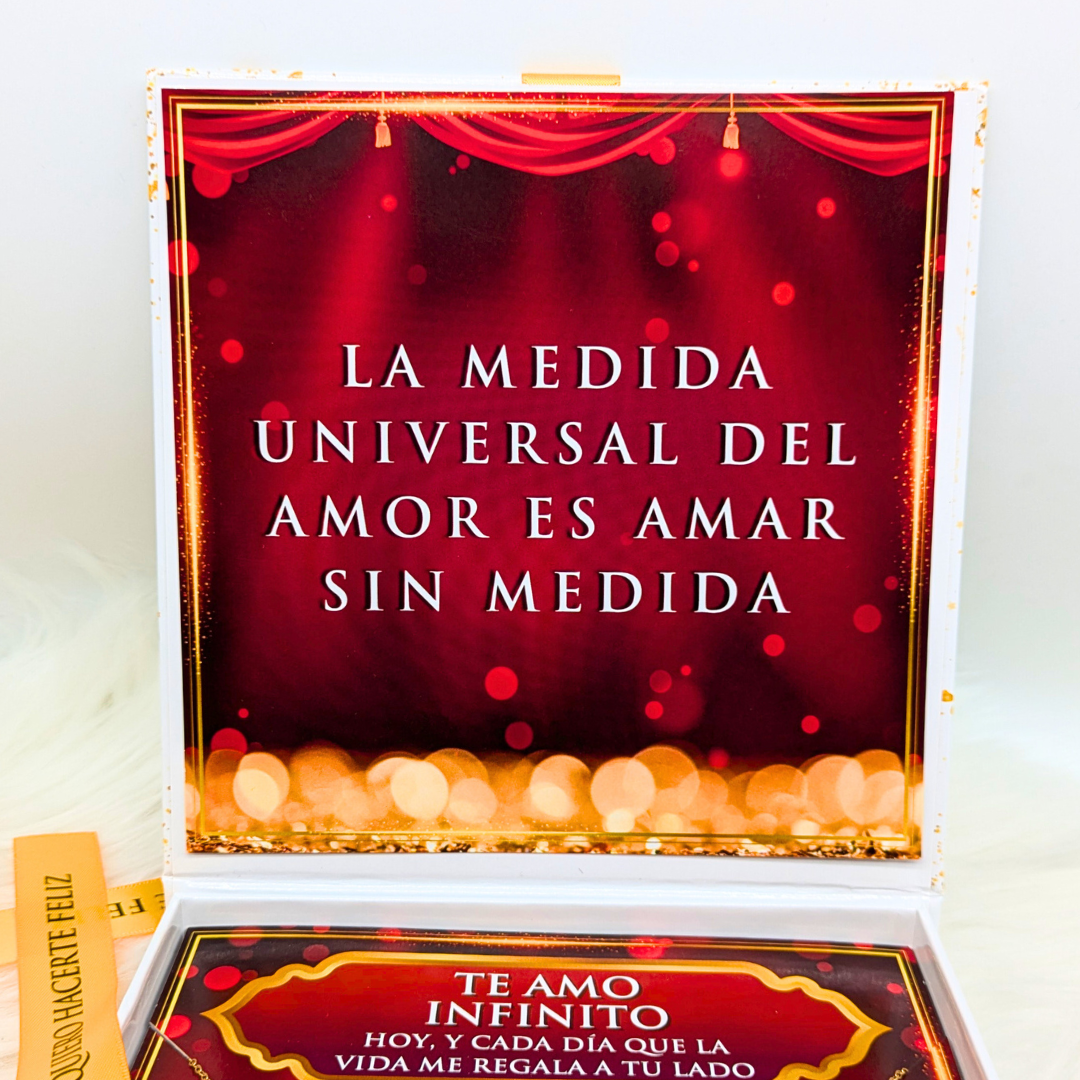 LA MEDIDA
UNIVERSAL DEL
AMOR ES AMAR
SIN MEDIDA
TE AMO
INFINITO
HOY, Y CADA DÍA QUE LA
VIDA ME REGALA A TU LADO
QUIERO HACERTE FELIZ